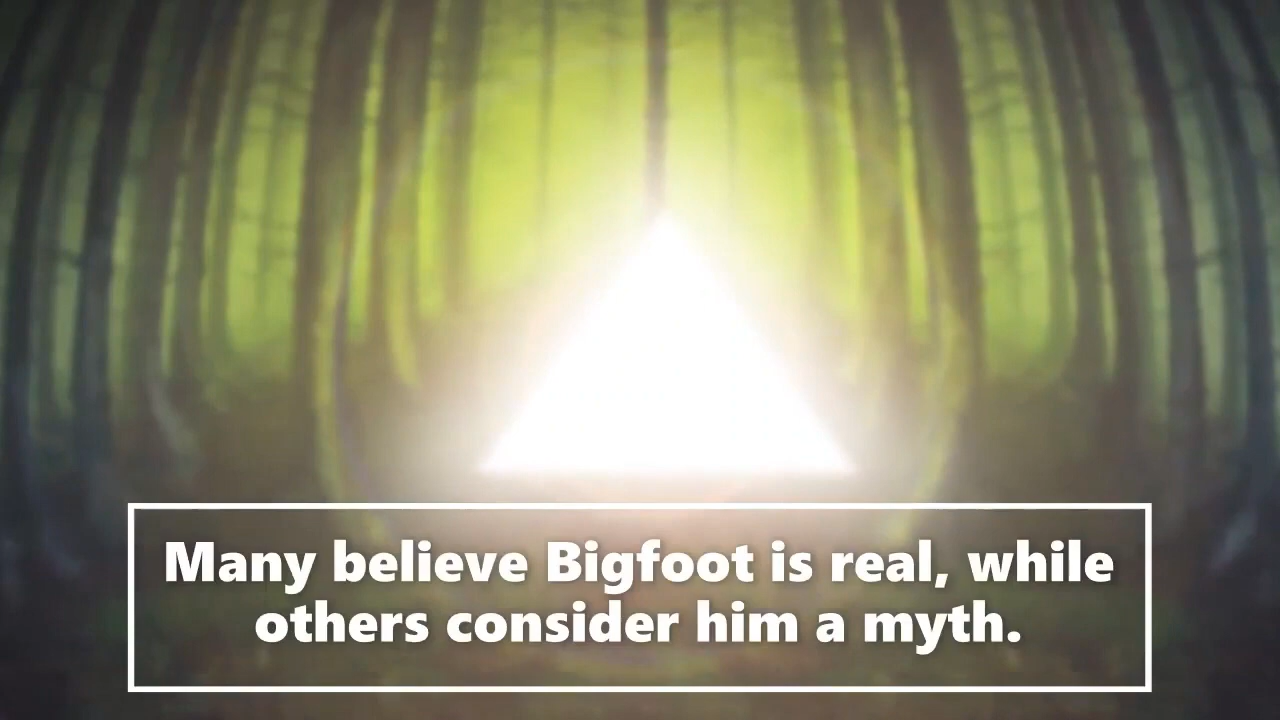 Many believe Bigfoot is real, while
others consider him a myth.